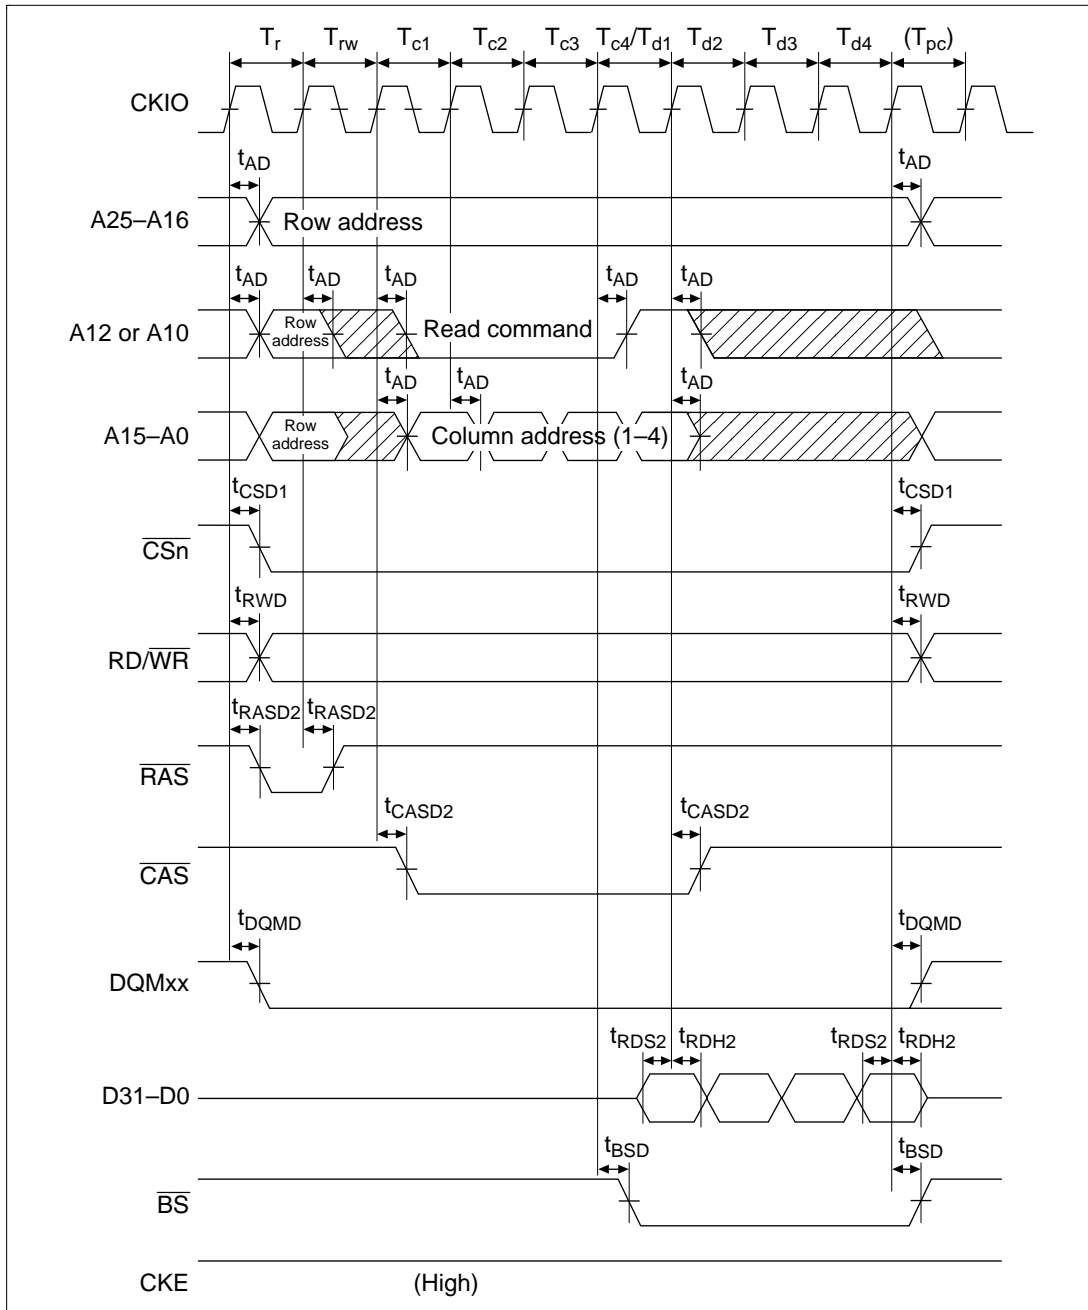 Tr Trw Tc1 Tc2 Tc3 Tc4/Td1 Td2 Td3 Td4 (Tpc)
CKIO
tAD tAD
A25–A16 Row address
tAD tAD tAD tAD tAD
A12 or A10 Row address Read command
tAD tAD tAD
A15–A0 Row address Column address (1–4)
tCSD1 tCSD1
CSn
tRWD tRWD
RD/WR
tRASD2 tRASD2
RAS
tCASD2 tCASD2
CAS
tDQMD tDQMD
DQMxx
tRDS2 tRDH2 tRDS2 tRDH2
D31–D0
tBSD tBSD
BS
CKE (High)